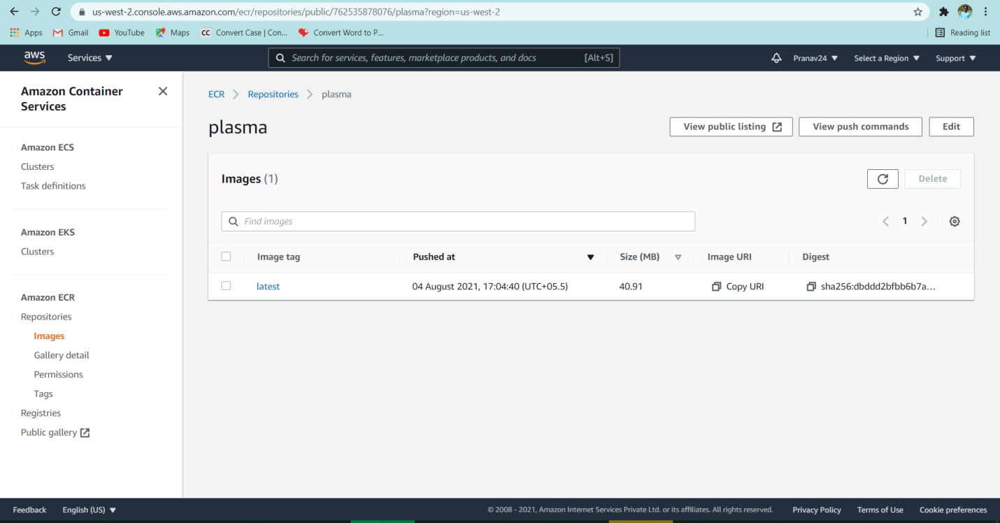 us-west-2.console.aws.amazon.com/ecr/repositories/public/762535878076/plasma?region=us-west-2
Apps Gmail YouTube Maps CC Convert Case | Con... Convert Word to P... Reading list
aws Services Search for services, features, marketplace products, and docs [Alt+S] Pranav24 Select a Region Support
Amazon Container
Services
Amazon ECS
Clusters
Task definitions
Amazon EKS
Clusters
Amazon ECR
Repositories
Images
Gallery detail
Permissions
Tags
Registries
Public gallery
ECR Repositories plasma
plasma
View public listing View push commands Edit
Images (1)
Delete
Find images
1
Image tag Pushed at Size (MB) Image URI Digest
latest 04 August 2021, 17:04:40 (UTC+05.5) 40.91 Copy URI sha256:dbddd2bfbb6b7a...
Feedback English (US) © 2008 - 2021, Amazon Internet Services Private Ltd. or its affiliates. All rights reserved. Privacy Policy Terms of Use Cookie preferences